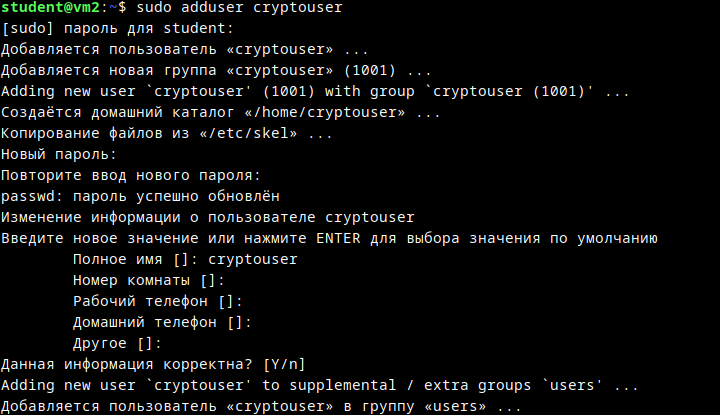 student@vm2:~$ sudo adduser cryptouser
[sudo] пароль для student:
Добавляется пользователь «cryptouser» ...
Добавляется новая группа «cryptouser» (1001) ...
Adding new user `cryptouser' (1001) with group `cryptouser (1001)' ...
Создаётся домашний каталог «/home/cryptouser» ...
Копирование файлов из «/etc/skel» ...
Новый пароль:
Повторите ввод нового пароля:
passwd: пароль успешно обновлён
Изменение информации о пользователе cryptouser
Введите новое значение или нажмите ENTER для выбора значения по умолчанию
Полное имя []: cryptouser
Номер комнаты []:
Рабочий телефон []:
Домашний телефон []:
Другое []:
Данная информация корректна? [Y/n]
Adding new user `cryptouser' to supplemental / extra groups `users' ...
Добавляется пользователь «cryptouser» в группу «users» ...